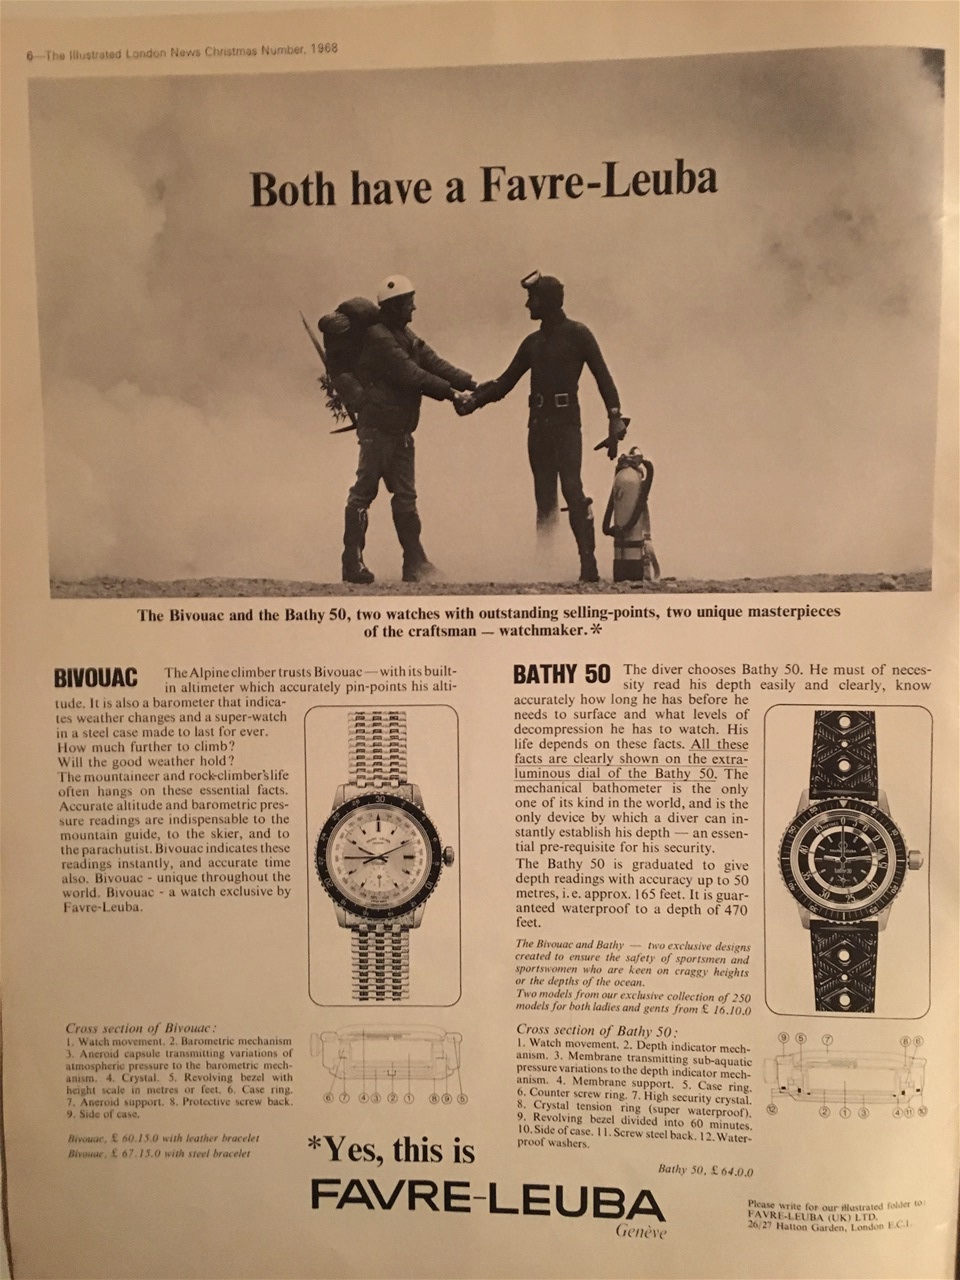 6—The Illustrated London News Christmas Number, 1968
Both have a Favre-Leuba
The Bivouac and the Bathy 50, two watches with outstanding selling-points, two unique masterpieces
of the craftsman — watchmaker.*
BIVOUAC The Alpine climber trusts Bivouac — with its built-
in altimeter which accurately pin-points his alti-
tude. It is also a barometer that indica-
tes weather changes and a super-watch
in a steel case made to last for ever.
How much further to climb?
Will the good weather hold?
The mountaineer and rock-climber's life
often hangs on these essential facts.
Accurate altitude and barometric pres-
sure readings are indispensable to the
mountain guide, to the skier, and to
the parachutist. Bivouac indicates these
readings instantly, and accurate time
also. Bivouac - unique throughout the
world. Bivouac - a watch exclusive by
Favre-Leuba.
Cross section of Bivouac:
1. Watch movement. 2. Barometric mechanism
3. Aneroid capsule transmitting variations of
atmospheric pressure to the barometric mech-
anism. 4. Crystal. 5. Revolving bezel with
height scale in metres or feet. 6. Case ring.
7. Aneroid support. 8. Protective screw back.
9. Side of case.
6 7 4 3 2 1 8 9 5
Bivouac, £ 60.15.0 with leather bracelet
Bivouac, £ 67.15.0 with steel bracelet
BATHY 50 The diver chooses Bathy 50. He must of neces-
sity read his depth easily and clearly, know
accurately how long he has before he
needs to surface and what levels of
decompression he has to watch. His
life depends on these facts. All these
facts are clearly shown on the extra-
luminous dial of the Bathy 50. The
mechanical bathometer is the only
one of its kind in the world, and is the
only device by which a diver can in-
stantly establish his depth — an essen-
tial pre-requisite for his security.
The Bathy 50 is graduated to give
depth readings with accuracy up to 50
metres, i.e. approx. 165 feet. It is guar-
anteed waterproof to a depth of 470
feet.
The Bivouac and Bathy — two exclusive designs
created to ensure the safety of sportsmen and
sportswomen who are keen on craggy heights
or the depths of the ocean.
Two models from our exclusive collection of 250
models for both ladies and gents from £ 16.10.0
Cross section of Bathy 50:
1. Watch movement. 2. Depth indicator mech-
anism. 3. Membrane transmitting sub-aquatic
pressure variations to the depth indicator mech-
anism. 4. Membrane support. 5. Case ring.
6. Counter screw ring. 7. High security crystal.
8. Crystal tension ring (super waterproof).
9. Revolving bezel divided into 60 minutes.
10. Side of case. 11. Screw steel back. 12. Water-
proof washers.
9 5 7 8 6
12 2 1 3 4 11 10
Bathy 50, £ 64.0.0
*Yes, this is
FAVRE-LEUBA
Genève
Please write for our illustrated folder to:
FAVRE-LEUBA (UK) LTD.
26/27 Hatton Garden, London E.C.1.